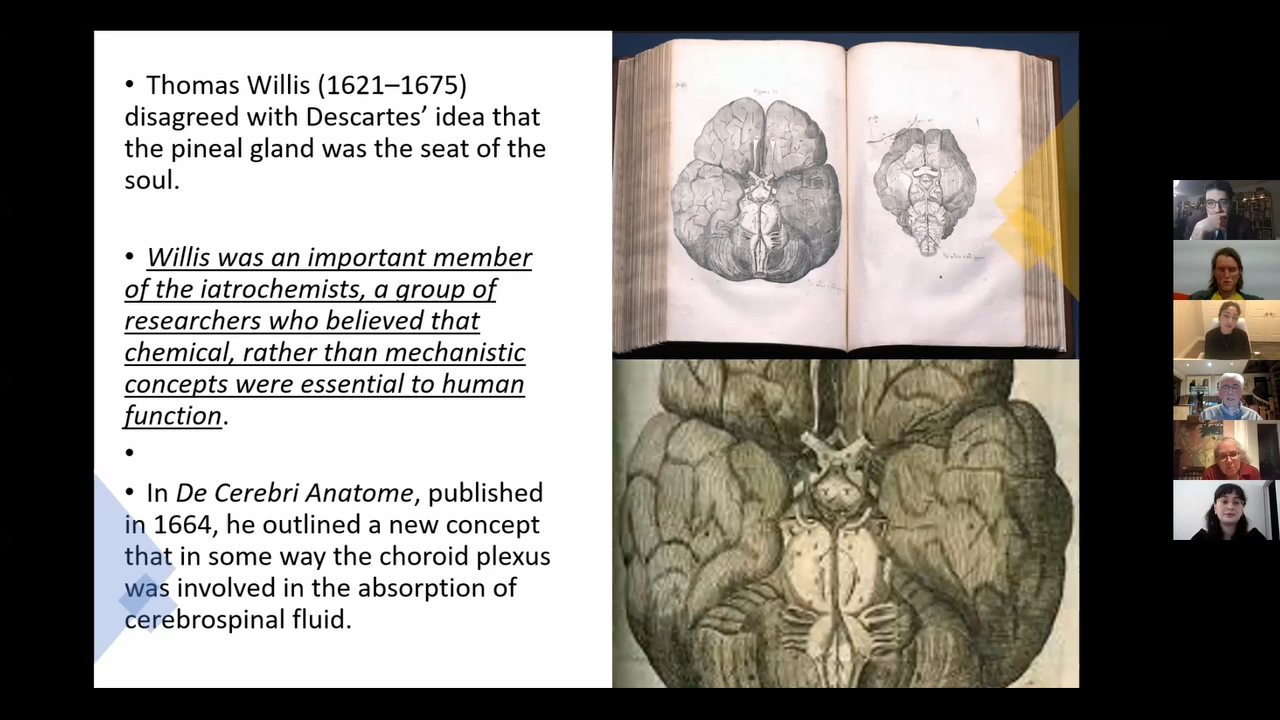 • Thomas Willis (1621–1675)
disagreed with Descartes’ idea that
the pineal gland was the seat of the
soul.
• Willis was an important member
of the iatrochemists, a group of
researchers who believed that
chemical, rather than mechanistic
concepts were essential to human
function.
•
• In De Cerebri Anatome, published
in 1664, he outlined a new concept
that in some way the choroid plexus
was involved in the absorption of
cerebrospinal fluid.